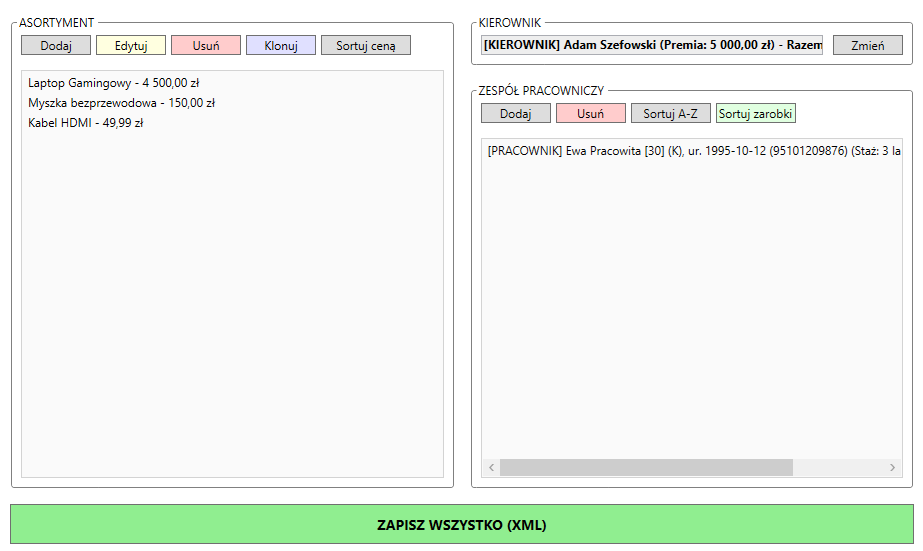 ASORTYMENT
Dodaj Edytuj Usuń Klonuj Sortuj ceną
Laptop Gamingowy - 4 500,00 zł
Myszka bezprzewodowa - 150,00 zł
Kabel HDMI - 49,99 zł
KIEROWNIK
[KIEROWNIK] Adam Szefowski (Premia: 5 000,00 zł) - Razem
Zmień
ZESPÓŁ PRACOWNICZY
Dodaj Usuń Sortuj A-Z Sortuj zarobki
[PRACOWNIK] Ewa Pracowita [30] (K), ur. 1995-10-12 (95101209876) (Staż: 3 la
ZAPISZ WSZYSTKO (XML)